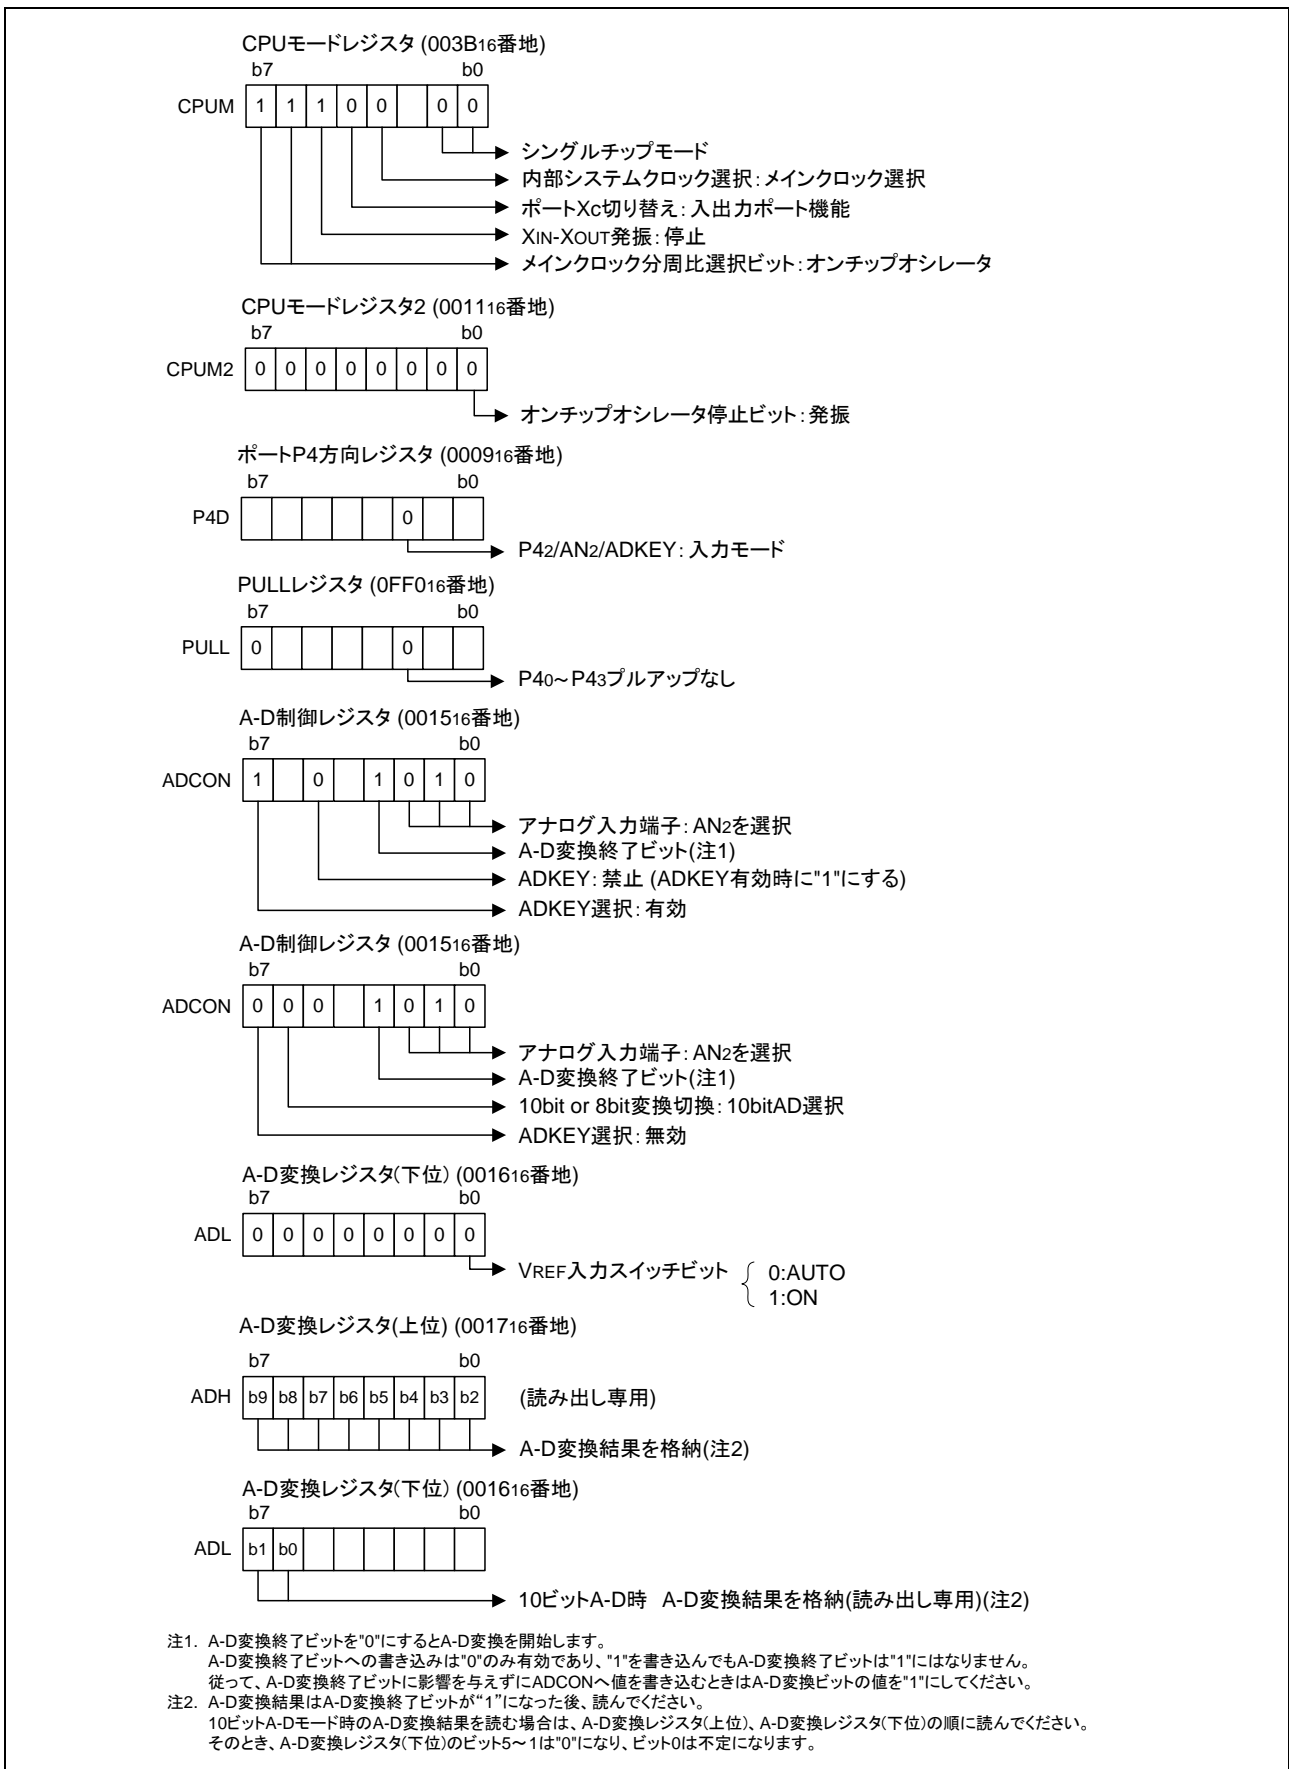 CPUモードレジスタ (003B16番地)
b7 b0
CPUM 1 1 1 0 0 0 0
シングルチップモード
内部システムクロック選択:メインクロック選択
ポートXc切り替え:入出力ポート機能
XIN-XOUT発振:停止
メインクロック分周比選択ビット:オンチップオシレータ
CPUモードレジスタ2 (001116番地)
b7 b0
CPUM2 0 0 0 0 0 0 0 0
オンチップオシレータ停止ビット:発振
ポートP4方向レジスタ (000916番地)
b7 b0
P4D 0
P42/AN2/ADKEY:入力モード
PULLレジスタ (0FF016番地)
b7 b0
PULL 0 0
P40~P43プルアップなし
A-D制御レジスタ (001516番地)
b7 b0
ADCON 1 0 1 0 1 0
アナログ入力端子:AN2を選択
A-D変換終了ビット(注1)
ADKEY:禁止 (ADKEY有効時に"1"にする)
ADKEY選択:有効
A-D制御レジスタ (001516番地)
b7 b0
ADCON 0 0 0 1 0 1 0
アナログ入力端子:AN2を選択
A-D変換終了ビット(注1)
10bit or 8bit変換切換:10bitAD選択
ADKEY選択:無効
A-D変換レジスタ(下位) (001616番地)
b7 b0
ADL 0 0 0 0 0 0 0 0
VREF入力スイッチビット { 0:AUTO
1:ON
A-D変換レジスタ(上位) (001716番地)
b7 b0
ADH b9 b8 b7 b6 b5 b4 b3 b2 (読み出し専用)
A-D変換結果を格納(注2)
A-D変換レジスタ(下位) (001616番地)
b7 b0
ADL b1 b0
10ビットA-D時 A-D変換結果を格納(読み出し専用)(注2)
注1. A-D変換終了ビットを"0"にするとA-D変換を開始します。
A-D変換終了ビットへの書き込みは"0"のみ有効であり、"1"を書き込んでもA-D変換終了ビットは"1"にはなりません。
従って、A-D変換終了ビットに影響を与えずにADCONへ値を書き込むときはA-D変換ビットの値を"1"にしてください。
注2. A-D変換結果はA-D変換終了ビットが“1”になった後、読んでください。
10ビットA-Dモード時のA-D変換結果を読む場合は、A-D変換レジスタ(上位)、A-D変換レジスタ(下位)の順に読んでください。
そのとき、A-D変換レジスタ(下位)のビット5~1は"0"になり、ビット0は不定になります。